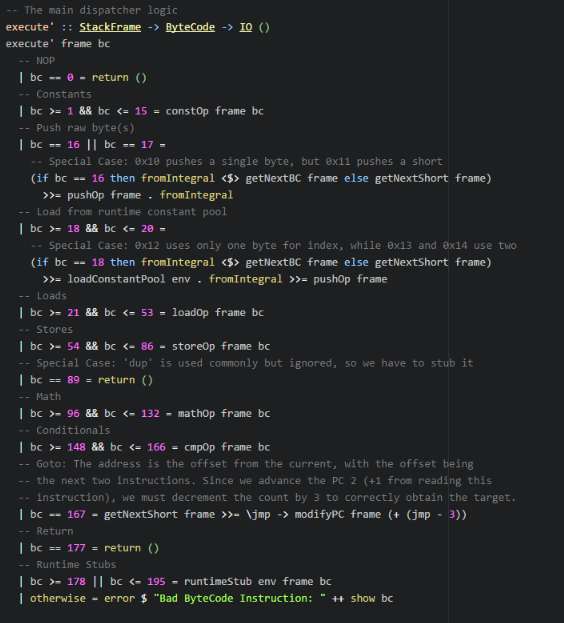 -- The main dispatcher logic
execute' :: StackFrame -> ByteCode -> IO ()
execute' frame bc
  -- NOP
  | bc == 0 = return ()
  -- Constants
  | bc >= 1 && bc <= 15 = constOp frame bc
  -- Push raw byte(s)
  | bc == 16 || bc == 17 =
    -- Special Case: 0x10 pushes a single byte, but 0x11 pushes a short
    (if bc == 16 then fromIntegral <$> getNextBC frame else getNextShort frame)
      >>= pushOp frame . fromIntegral
  -- Load from runtime constant pool
  | bc >= 18 && bc <= 20 =
    -- Special Case: 0x12 uses only one byte for index, while 0x13 and 0x14 use two
    (if bc == 18 then fromIntegral <$> getNextBC frame else getNextShort frame)
      >>= loadConstantPool env . fromIntegral >>= pushOp frame
  -- Loads
  | bc >= 21 && bc <= 53 = loadOp frame bc
  -- Stores
  | bc >= 54 && bc <= 86 = storeOp frame bc
  -- Special Case: 'dup' is used commonly but ignored, so we have to stub it
  | bc == 89 = return ()
  -- Math
  | bc >= 96 && bc <= 132 = mathOp frame bc
  -- Conditionals
  | bc >= 148 && bc <= 166 = cmpOp frame bc
  -- Goto: The address is the offset from the current, with the offset being
  -- the next two instructions. Since we advance the PC 2 (+1 from reading this
  -- instruction), we must decrement the count by 3 to correctly obtain the target.
  | bc == 167 = getNextShort frame >>= \jmp -> modifyPC frame (+ (jmp - 3))
  -- Return
  | bc == 177 = return ()
  -- Runtime Stubs
  | bc >= 178 || bc <= 195 = runtimeStub env frame bc
  | otherwise = error $ "Bad ByteCode Instruction: " ++ show bc